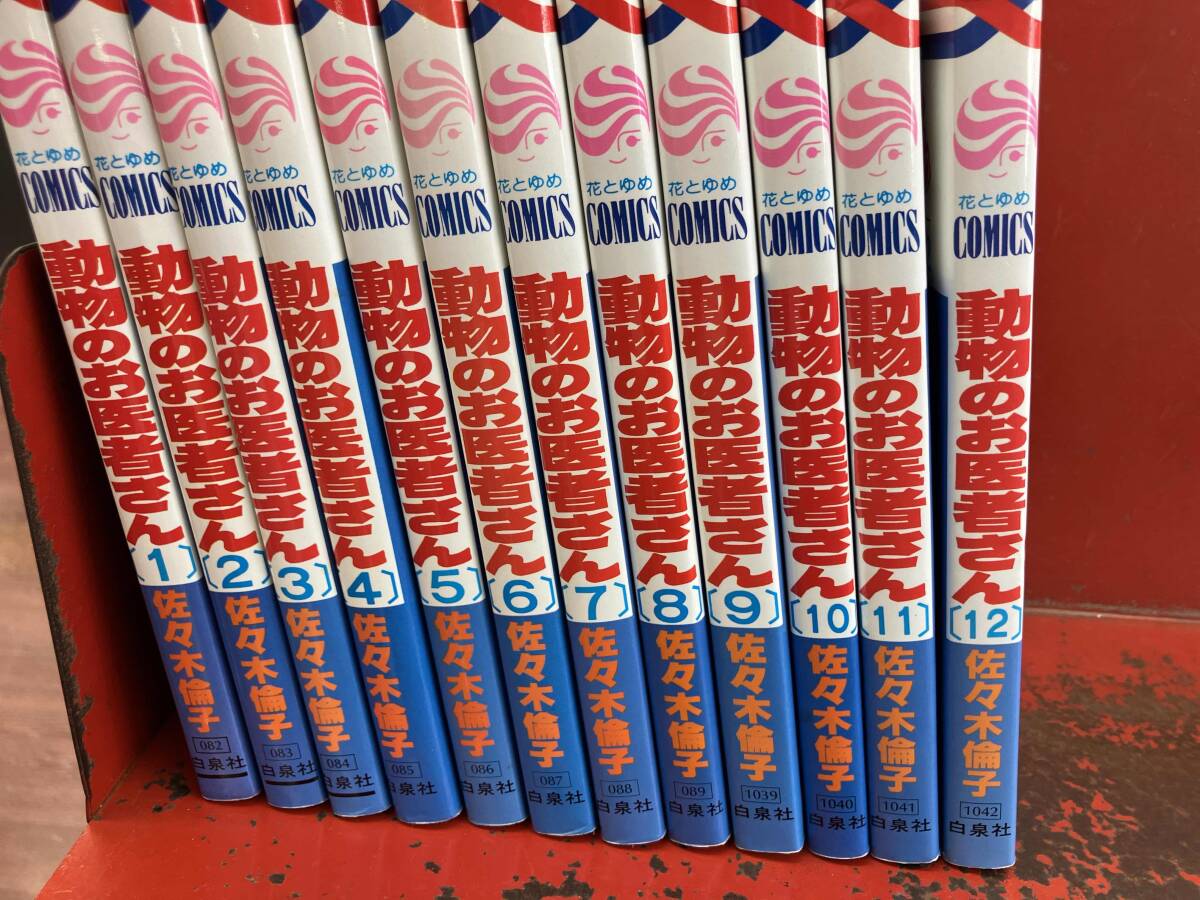 花とゆめ
COMICS
動物のお医者さん
〔1〕
佐々木倫子
082
白泉社
花とゆめ
COMICS
動物のお医者さん
〔2〕
佐々木倫子
083
白泉社
花とゆめ
COMICS
動物のお医者さん
〔3〕
佐々木倫子
084
白泉社
花とゆめ
COMICS
動物のお医者さん
〔4〕
佐々木倫子
085
白泉社
花とゆめ
COMICS
動物のお医者さん
〔5〕
佐々木倫子
086
白泉社
花とゆめ
COMICS
動物のお医者さん
〔6〕
佐々木倫子
087
白泉社
花とゆめ
COMICS
動物のお医者さん
〔7〕
佐々木倫子
088
白泉社
花とゆめ
COMICS
動物のお医者さん
〔8〕
佐々木倫子
089
白泉社
花とゆめ
COMICS
動物のお医者さん
〔9〕
佐々木倫子
1039
白泉社
花とゆめ
COMICS
動物のお医者さん
〔10〕
佐々木倫子
1040
白泉社
花とゆめ
COMICS
動物のお医者さん
〔11〕
佐々木倫子
1041
白泉社
花とゆめ
COMICS
動物のお医者さん
〔12〕
佐々木倫子
1042
白泉社